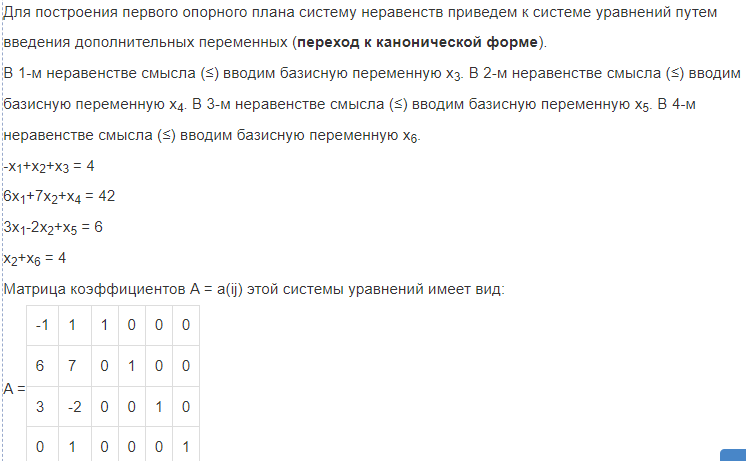 Для построения первого опорного плана систему неравенств приведем к системе уравнений путем
введения дополнительных переменных (переход к канонической форме).
В 1-м неравенстве смысла (≤) вводим базисную переменную x3. В 2-м неравенстве смысла (≤) вводим
базисную переменную x4. В 3-м неравенстве смысла (≤) вводим базисную переменную x5. В 4-м
неравенстве смысла (≤) вводим базисную переменную x6.
-x1+x2+x3 = 4
6x1+7x2+x4 = 42
3x1-2x2+x5 = 6
x2+x6 = 4
Матрица коэффициентов A = a(ij) этой системы уравнений имеет вид:
A =
-1 1 1 0 0 0
6 7 0 1 0 0
3 -2 0 0 1 0
0 1 0 0 0 1